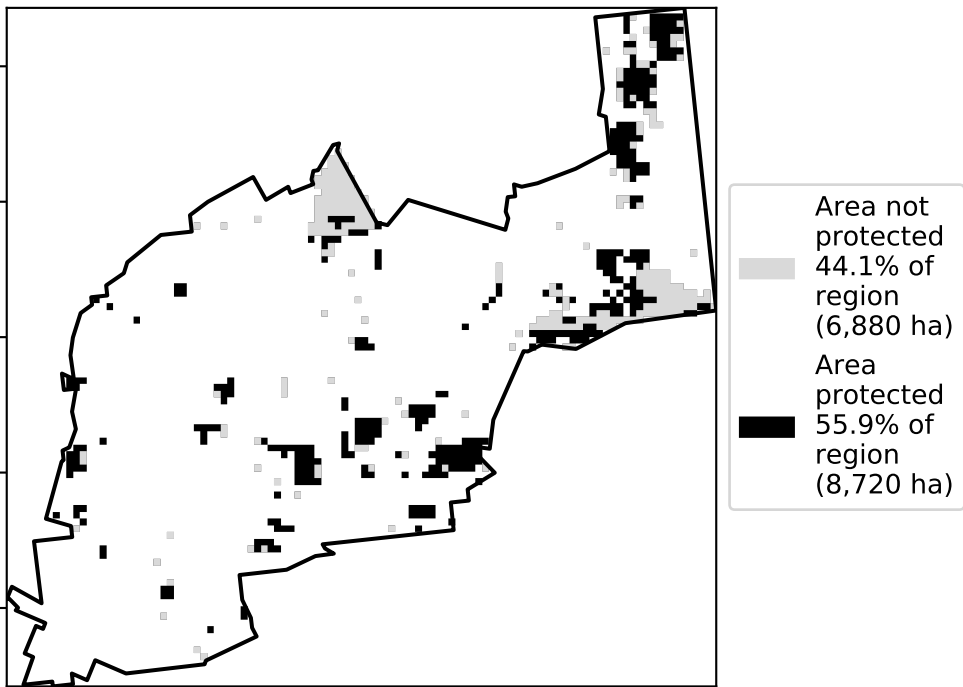 Area not
protected
44.1% of
region
(6,880 ha)
Area
protected
55.9% of
region
(8,720 ha)